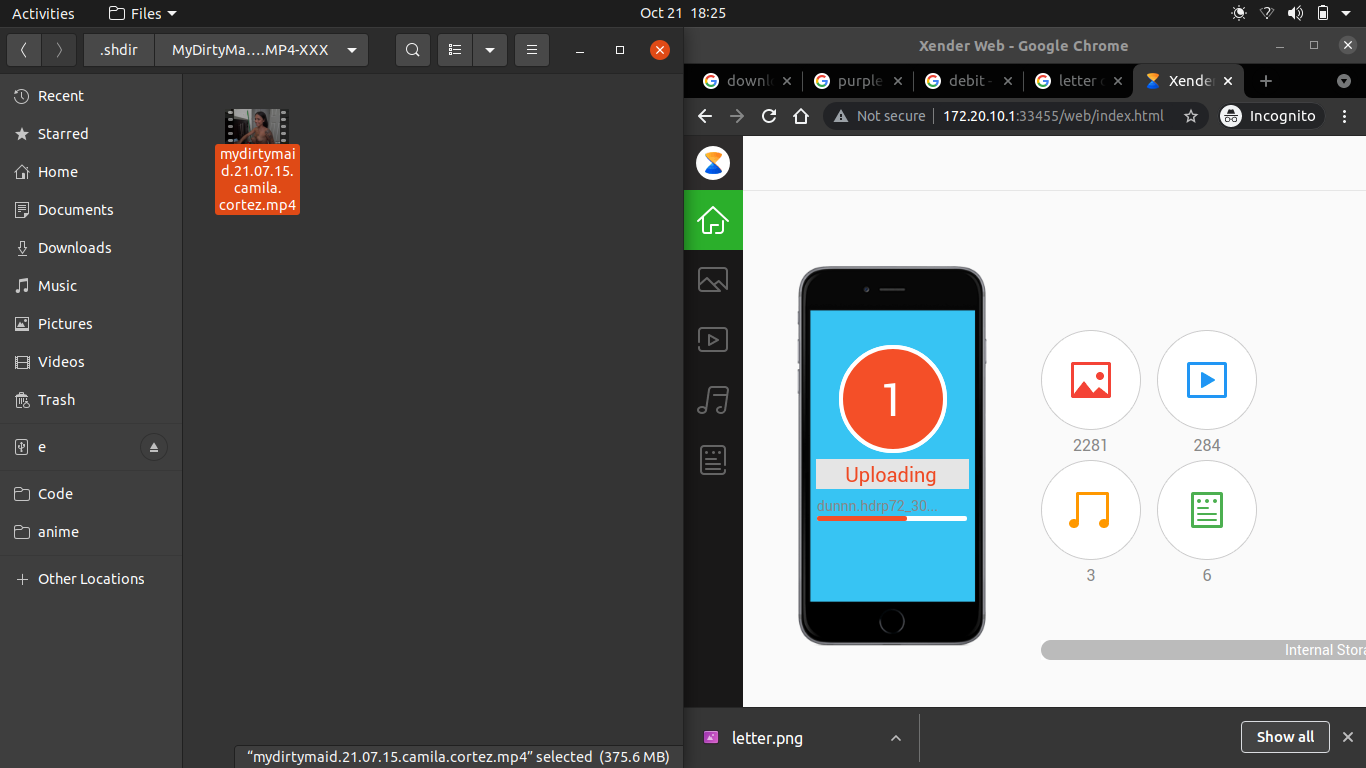 Activities
Files
Oct 21 18:25
.shdir
MyDirtyMa….MP4-XXX
Recent
Starred
Home
Documents
Downloads
Music
Pictures
Videos
Trash
e
Code
anime
Other Locations
mydirtymai
d.21.07.15.
camila.
cortez.mp4
“mydirtymaid.21.07.15.camila.cortez.mp4” selected (375.6 MB)
Xender Web - Google Chrome
downl
purple
debit -
letter
Xender
Not secure
172.20.10.1:33455/web/index.html
Incognito
1
Uploading
dunnn.hdrp72_30...
2281
284
3
6
Internal Stora
letter.png
Show all